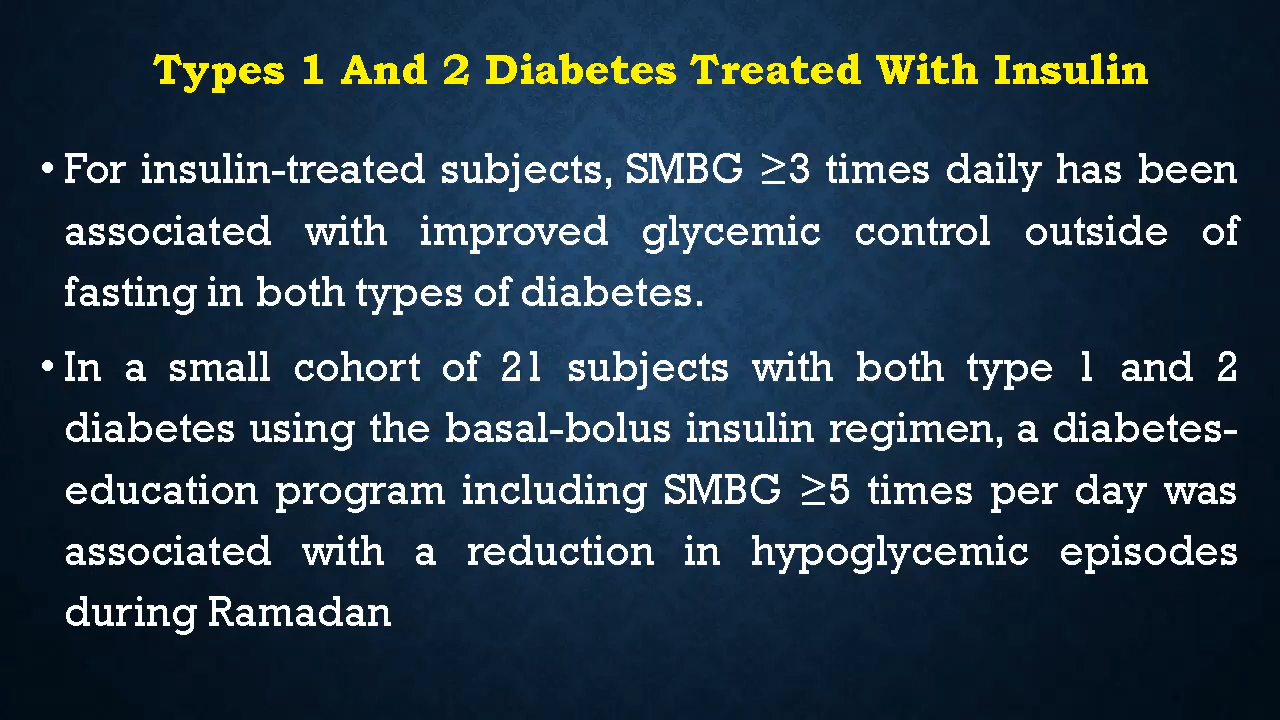 Types 1 And 2 Diabetes Treated With Insulin
• For insulin-treated subjects, SMBG ≥3 times daily has been
associated with improved glycemic control outside of
fasting in both types of diabetes.
• In a small cohort of 21 subjects with both type 1 and 2
diabetes using the basal-bolus insulin regimen, a diabetes-
education program including SMBG ≥5 times per day was
associated with a reduction in hypoglycemic episodes
during Ramadan